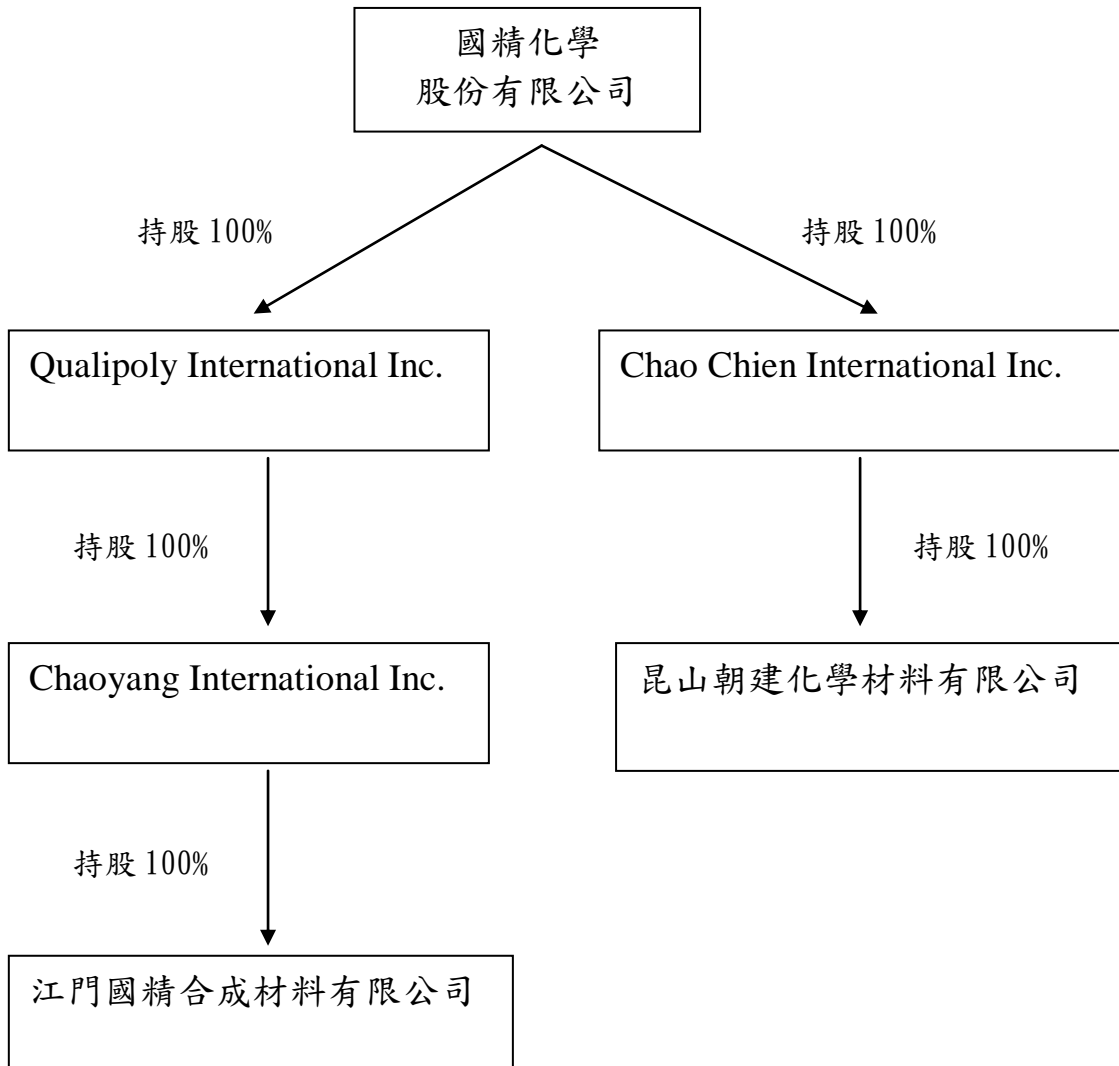 國精化學
股份有限公司
持股 100%
持股 100%
Qualipoly International Inc.
Chao Chien International Inc.
持股 100%
持股 100%
Chaoyang International Inc.
昆山朝建化學材料有限公司
持股 100%
江門國精合成材料有限公司